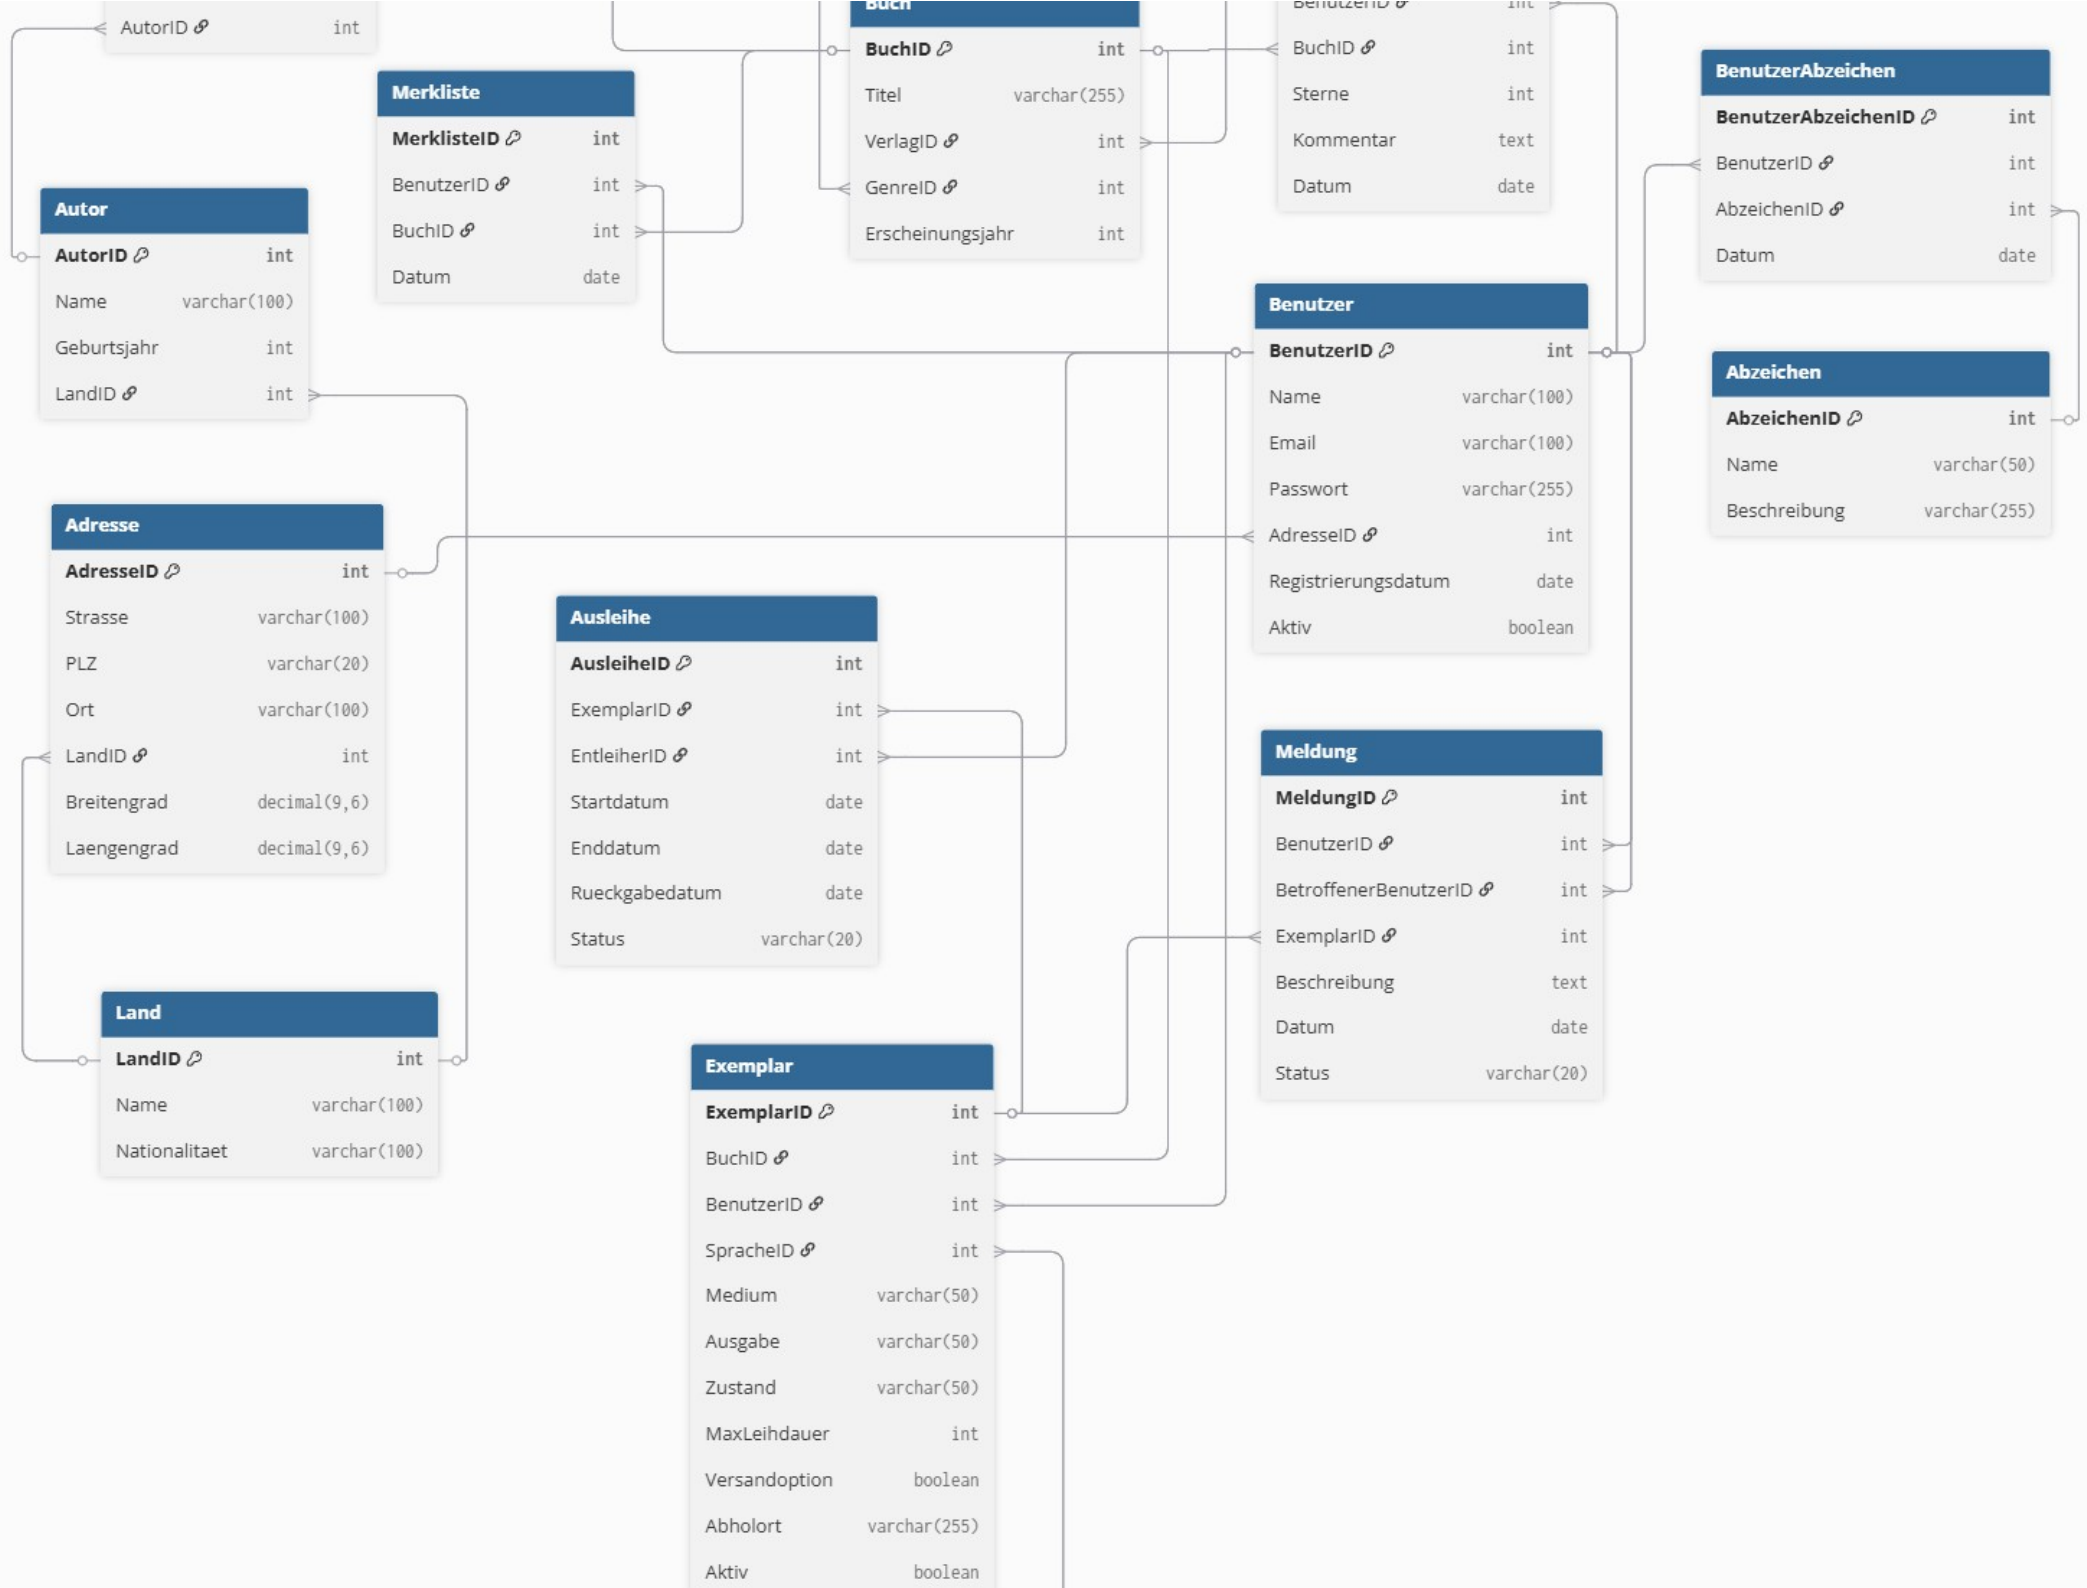 AutorID int
Buch
BuchID int
Titel varchar(255)
VerlagID int
GenreID int
Erscheinungsjahr int
BenutzerID int
BuchID int
Sterne int
Kommentar text
Datum date
BenutzerAbzeichen
BenutzerAbzeichenID int
BenutzerID int
AbzeichenID int
Datum date
Merkliste
MerklisteID int
BenutzerID int
BuchID int
Datum date
Autor
AutorID int
Name varchar(100)
Geburtsjahr int
LandID int
Benutzer
BenutzerID int
Name varchar(100)
Email varchar(100)
Passwort varchar(255)
AdresseID int
Registrierungsdatum date
Aktiv boolean
Abzeichen
AbzeichenID int
Name varchar(50)
Beschreibung varchar(255)
Adresse
AdresseID int
Strasse varchar(100)
PLZ varchar(20)
Ort varchar(100)
LandID int
Breitengrad decimal(9,6)
Laengengrad decimal(9,6)
Ausleihe
AusleiheID int
ExemplarID int
EntleiherID int
Startdatum date
Enddatum date
Rueckgabedatum date
Status varchar(20)
Meldung
MeldungID int
BenutzerID int
BetroffenerBenutzerID int
ExemplarID int
Beschreibung text
Datum date
Status varchar(20)
Land
LandID int
Name varchar(100)
Nationalitaet varchar(100)
Exemplar
ExemplarID int
BuchID int
BenutzerID int
SpracheID int
Medium varchar(50)
Ausgabe varchar(50)
Zustand varchar(50)
MaxLeihdauer int
Versandoption boolean
Abholort varchar(255)
Aktiv boolean